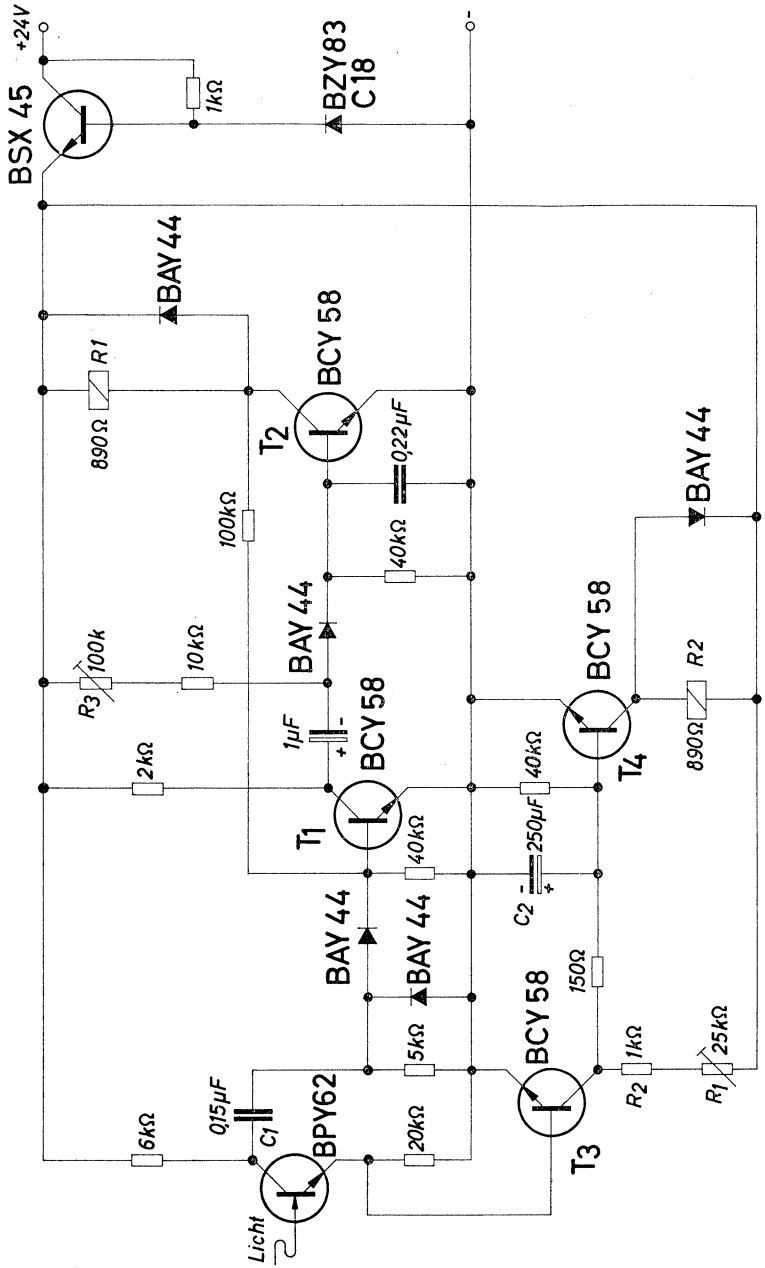 +24V
-
BSX 45
1kΩ
BZY83
C18
BAY 44
890Ω
R1
T2
BCY 58
100kΩ
0,22µF
40kΩ
BAY 44
R3
100k
10kΩ
1µF
+
-
BCY 58
2kΩ
T1
40kΩ
BAY 44
BAY 44
BAY 44
BCY 58
T4
890Ω
R2
40kΩ
250µF
C2
-
+
150Ω
BCY 58
T3
1kΩ
R2
25kΩ
R1
5kΩ
20kΩ
0,15µF
C1
6kΩ
BPY62
Licht